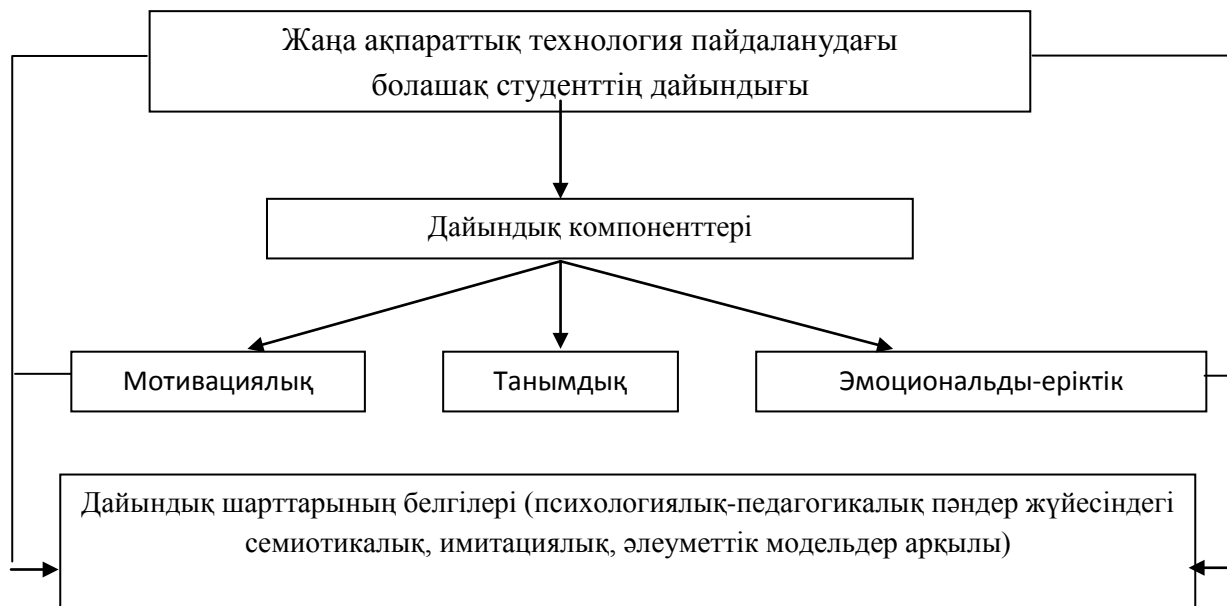 Жаңа ақпараттық технология пайдаланудағы
болашақ студенттің дайындығы
Дайындық компоненттері
Мотивациялық
Танымдық
Эмоциональды-еріктік
Дайындық шарттарының белгілері (психологиялық-педагогикалық пәндер жүйесіндегі
семиотикалық, имитациялық, әлеуметтік модельдер арқылы)